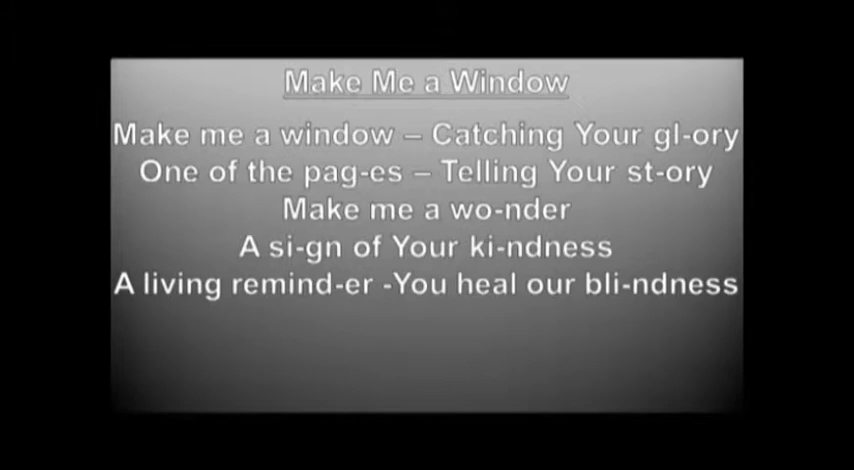 Make Me a Window
Make me a window – Catching Your gl-ory
One of the pag-es – Telling Your st-ory
Make me a wo-nder
A si-gn of Your ki-ndness
A living remind-er -You heal our bli-ndness